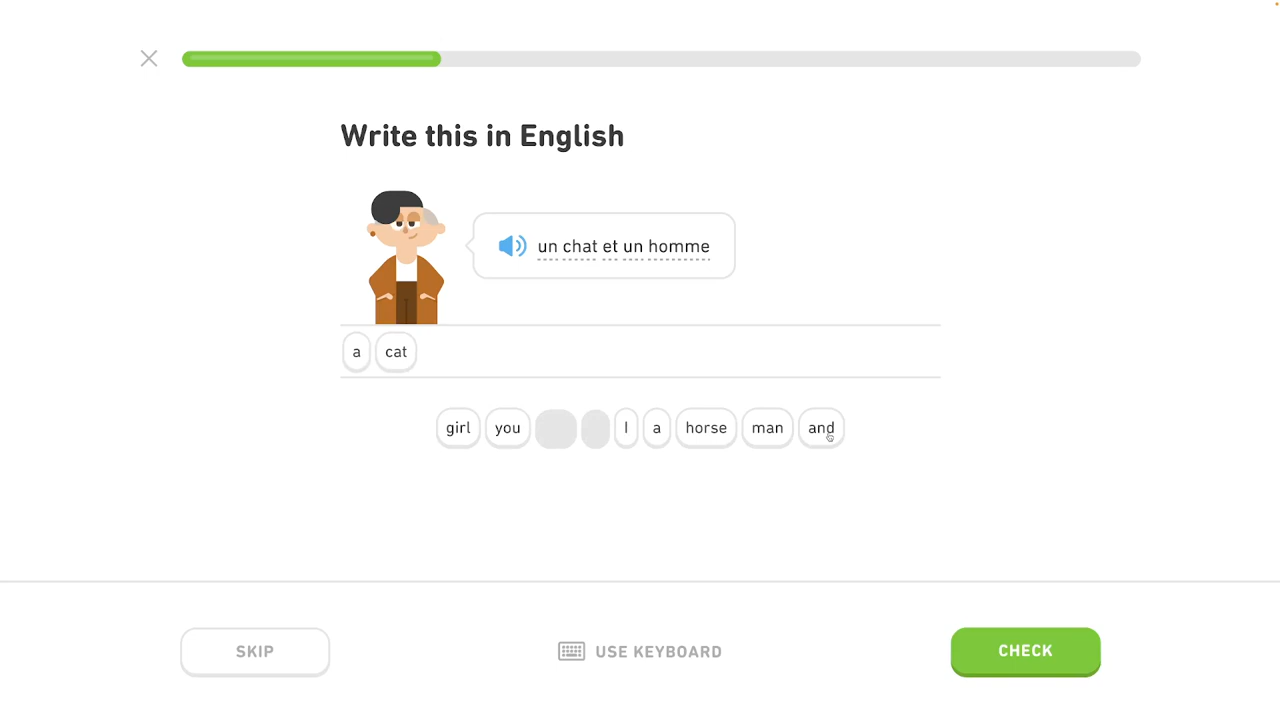 Write this in English
un chat et un homme
a cat
girl you I a horse man and
SKIP USE KEYBOARD CHECK